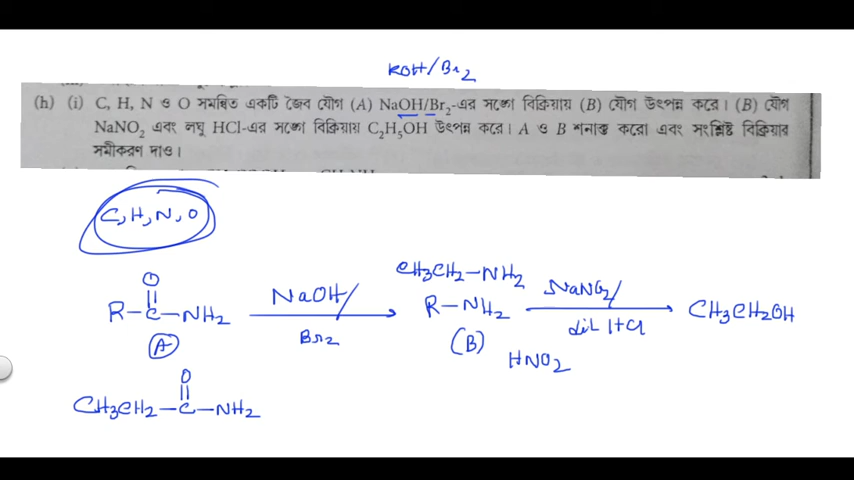 KOH/Br2
(h) (i) C, H, N ও O সমন্বিত একটি জৈব যৌগ (A) NaOH/Br2-এর সঙ্গে বিক্রিয়ায় (B) যৌগ উৎপন্ন করে। (B) যৌগ
NaNO2 এবং লঘু HCl-এর সঙ্গে বিক্রিয়ায় C2H5OH উৎপন্ন করে। A ও B শনাক্ত করো এবং সংশ্লিষ্ট বিক্রিয়ার
সমীকরণ দাও।
C, H, N, O
CH3CH2-NH2
O
R-C-NH2 NaOH/ R-NH2 NaNO2/ CH3CH2OH
(A) Br2 (B) dil HCl
HNO2
O
CH3CH2-C-NH2